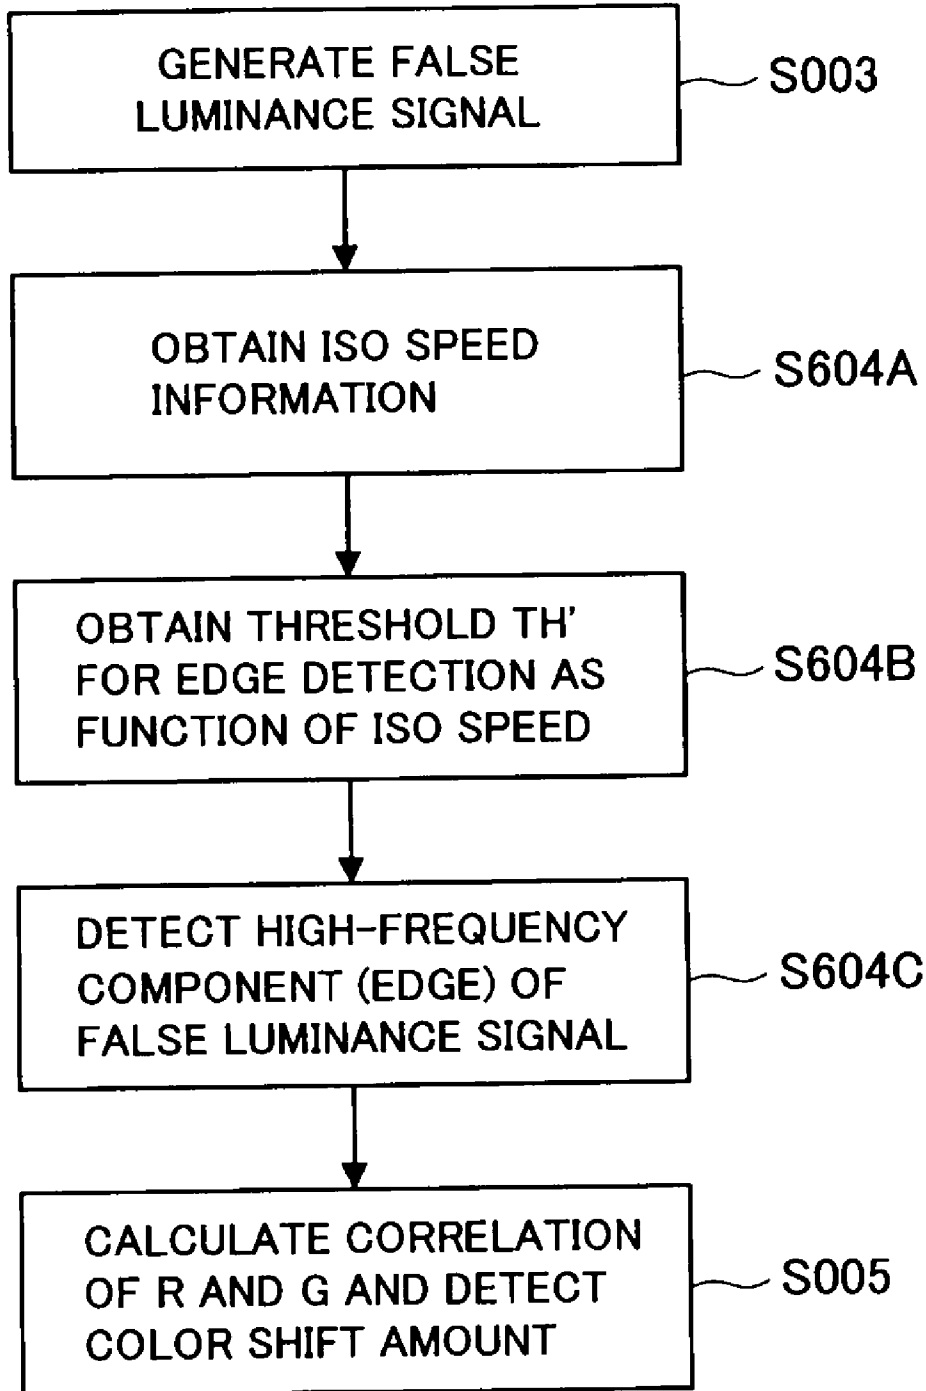 GENERATE FALSE
LUMINANCE SIGNAL
S003
OBTAIN ISO SPEED
INFORMATION
S604A
OBTAIN THRESHOLD TH'
FOR EDGE DETECTION AS
FUNCTION OF ISO SPEED
S604B
DETECT HIGH-FREQUENCY
COMPONENT (EDGE) OF
FALSE LUMINANCE SIGNAL
S604C
CALCULATE CORRELATION
OF R AND G AND DETECT
COLOR SHIFT AMOUNT
S005